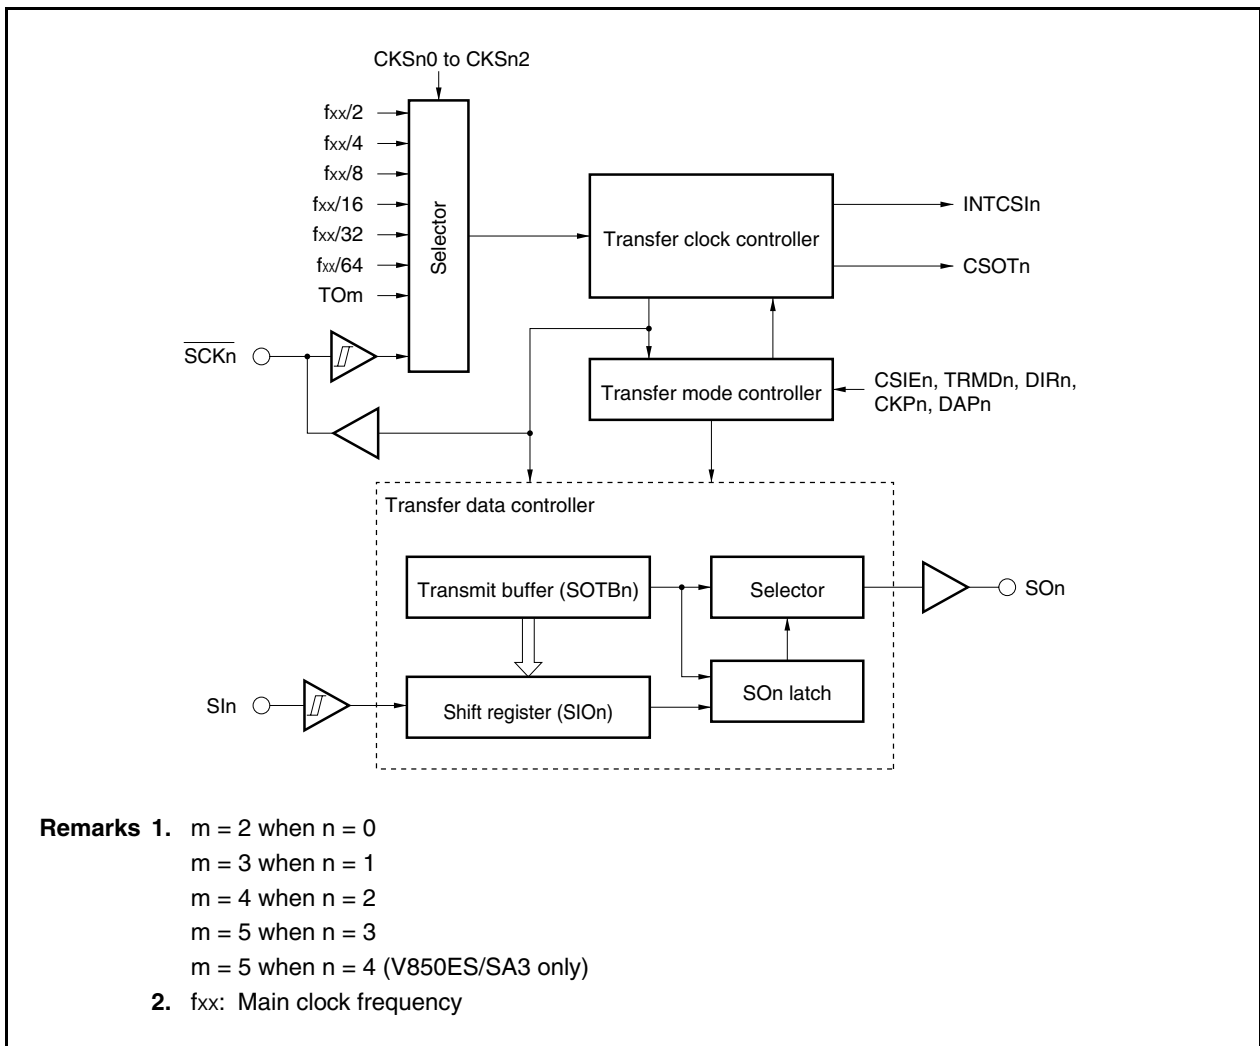 CKSn0 to CKSn2
fxx/2
fxx/4
fxx/8
fxx/16
fxx/32
fxx/64
TOm
SCKn
Selector
Transfer clock controller
INTCSIn
CSOTn
Transfer mode controller
CSIEn, TRMDn, DIRn,
CKPn, DAPn
Transfer data controller
Transmit buffer (SOTBn)
Selector
SOn
SIn
Shift register (SIOn)
SOn latch
Remarks 1. m = 2 when n = 0
m = 3 when n = 1
m = 4 when n = 2
m = 5 when n = 3
m = 5 when n = 4 (V850ES/SA3 only)
2. fxx: Main clock frequency